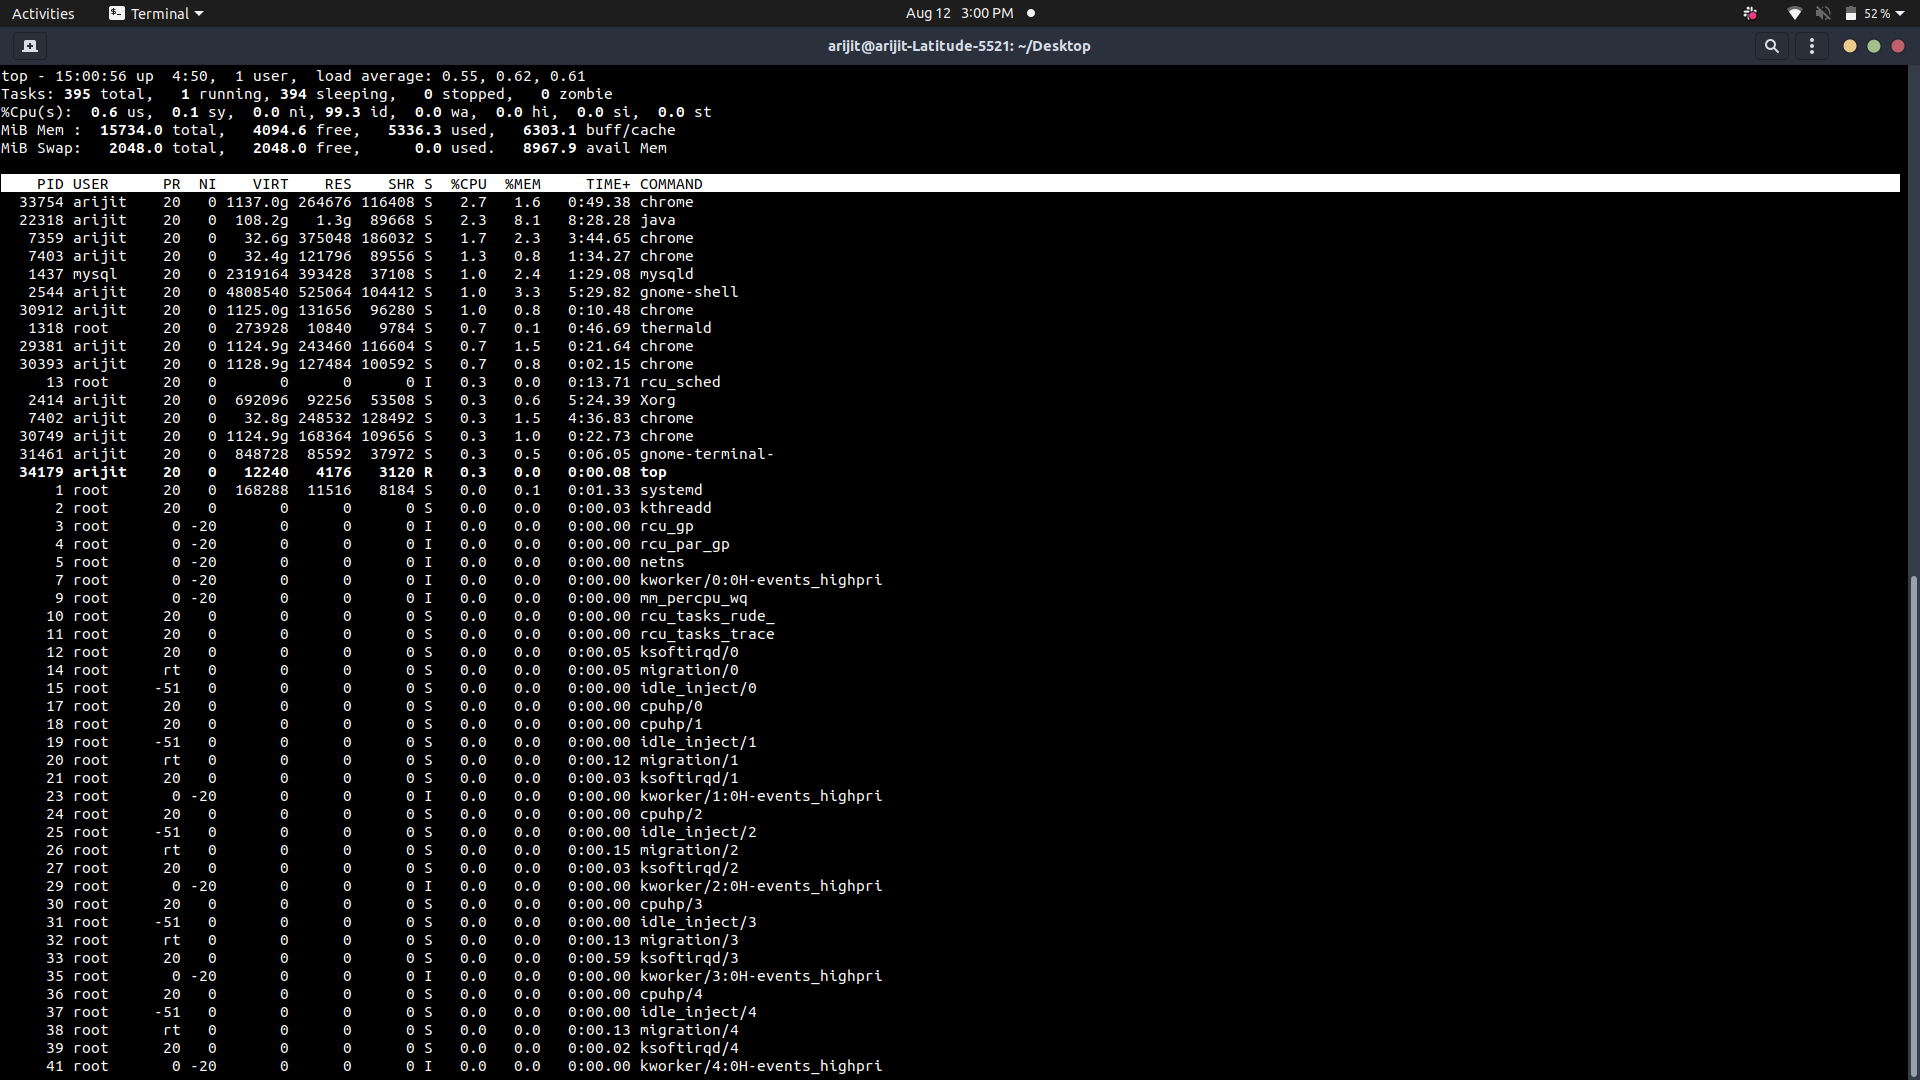 Activities Terminal Aug 12 3:00 PM 52 %
arijit@arijit-Latitude-5521: ~/Desktop
top - 15:00:56 up  4:50,  1 user,  load average: 0.55, 0.62, 0.61
Tasks: 395 total,   1 running, 394 sleeping,   0 stopped,   0 zombie
%Cpu(s):  0.6 us,  0.1 sy,  0.0 ni, 99.3 id,  0.0 wa,  0.0 hi,  0.0 si,  0.0 st
MiB Mem :  15734.0 total,   4094.6 free,   5336.3 used,   6303.1 buff/cache
MiB Swap:   2048.0 total,   2048.0 free,      0.0 used.   8967.9 avail Mem
PID USER PR NI VIRT RES SHR S %CPU %MEM TIME+ COMMAND
33754 arijit 20 0 1137.0g 264676 116408 S 2.7 1.6 0:49.38 chrome
22318 arijit 20 0 108.2g 1.3g 89668 S 2.3 8.1 8:28.28 java
7359 arijit 20 0 32.6g 375048 186032 S 1.7 2.3 3:44.65 chrome
7403 arijit 20 0 32.4g 121796 89556 S 1.3 0.8 1:34.27 chrome
1437 mysql 20 0 2319164 393428 37108 S 1.0 2.4 1:29.08 mysqld
2544 arijit 20 0 4808540 525064 104412 S 1.0 3.3 5:29.82 gnome-shell
30912 arijit 20 0 1125.0g 131656 96280 S 1.0 0.8 0:10.48 chrome
1318 root 20 0 273928 10840 9784 S 0.7 0.1 0:46.69 thermald
29381 arijit 20 0 1124.9g 243460 116604 S 0.7 1.5 0:21.64 chrome
30393 arijit 20 0 1128.9g 127484 100592 S 0.7 0.8 0:02.15 chrome
13 root 20 0 0 0 0 I 0.3 0.0 0:13.71 rcu_sched
2414 arijit 20 0 692096 92256 53508 S 0.3 0.6 5:24.39 Xorg
7402 arijit 20 0 32.8g 248532 128492 S 0.3 1.5 4:36.83 chrome
30749 arijit 20 0 1124.9g 168364 109656 S 0.3 1.0 0:22.73 chrome
31461 arijit 20 0 848728 85592 37972 S 0.3 0.5 0:06.05 gnome-terminal-
34179 arijit 20 0 12240 4176 3120 R 0.3 0.0 0:00.08 top
1 root 20 0 168288 11516 8184 S 0.0 0.1 0:01.33 systemd
2 root 20 0 0 0 0 S 0.0 0.0 0:00.03 kthreadd
3 root 0 -20 0 0 0 I 0.0 0.0 0:00.00 rcu_gp
4 root 0 -20 0 0 0 I 0.0 0.0 0:00.00 rcu_par_gp
5 root 0 -20 0 0 0 I 0.0 0.0 0:00.00 netns
7 root 0 -20 0 0 0 I 0.0 0.0 0:00.00 kworker/0:0H-events_highpri
9 root 0 -20 0 0 0 I 0.0 0.0 0:00.00 mm_percpu_wq
10 root 20 0 0 0 0 S 0.0 0.0 0:00.00 rcu_tasks_rude_
11 root 20 0 0 0 0 S 0.0 0.0 0:00.00 rcu_tasks_trace
12 root 20 0 0 0 0 S 0.0 0.0 0:00.05 ksoftirqd/0
14 root rt 0 0 0 0 S 0.0 0.0 0:00.05 migration/0
15 root -51 0 0 0 0 S 0.0 0.0 0:00.00 idle_inject/0
17 root 20 0 0 0 0 S 0.0 0.0 0:00.00 cpuhp/0
18 root 20 0 0 0 0 S 0.0 0.0 0:00.00 cpuhp/1
19 root -51 0 0 0 0 S 0.0 0.0 0:00.00 idle_inject/1
20 root rt 0 0 0 0 S 0.0 0.0 0:00.12 migration/1
21 root 20 0 0 0 0 S 0.0 0.0 0:00.03 ksoftirqd/1
23 root 0 -20 0 0 0 I 0.0 0.0 0:00.00 kworker/1:0H-events_highpri
24 root 20 0 0 0 0 S 0.0 0.0 0:00.00 cpuhp/2
25 root -51 0 0 0 0 S 0.0 0.0 0:00.00 idle_inject/2
26 root rt 0 0 0 0 S 0.0 0.0 0:00.15 migration/2
27 root 20 0 0 0 0 S 0.0 0.0 0:00.03 ksoftirqd/2
29 root 0 -20 0 0 0 I 0.0 0.0 0:00.00 kworker/2:0H-events_highpri
30 root 20 0 0 0 0 S 0.0 0.0 0:00.00 cpuhp/3
31 root -51 0 0 0 0 S 0.0 0.0 0:00.00 idle_inject/3
32 root rt 0 0 0 0 S 0.0 0.0 0:00.13 migration/3
33 root 20 0 0 0 0 S 0.0 0.0 0:00.59 ksoftirqd/3
35 root 0 -20 0 0 0 I 0.0 0.0 0:00.00 kworker/3:0H-events_highpri
36 root 20 0 0 0 0 S 0.0 0.0 0:00.00 cpuhp/4
37 root -51 0 0 0 0 S 0.0 0.0 0:00.00 idle_inject/4
38 root rt 0 0 0 0 S 0.0 0.0 0:00.13 migration/4
39 root 20 0 0 0 0 S 0.0 0.0 0:00.02 ksoftirqd/4
41 root 0 -20 0 0 0 I 0.0 0.0 0:00.00 kworker/4:0H-events_highpri